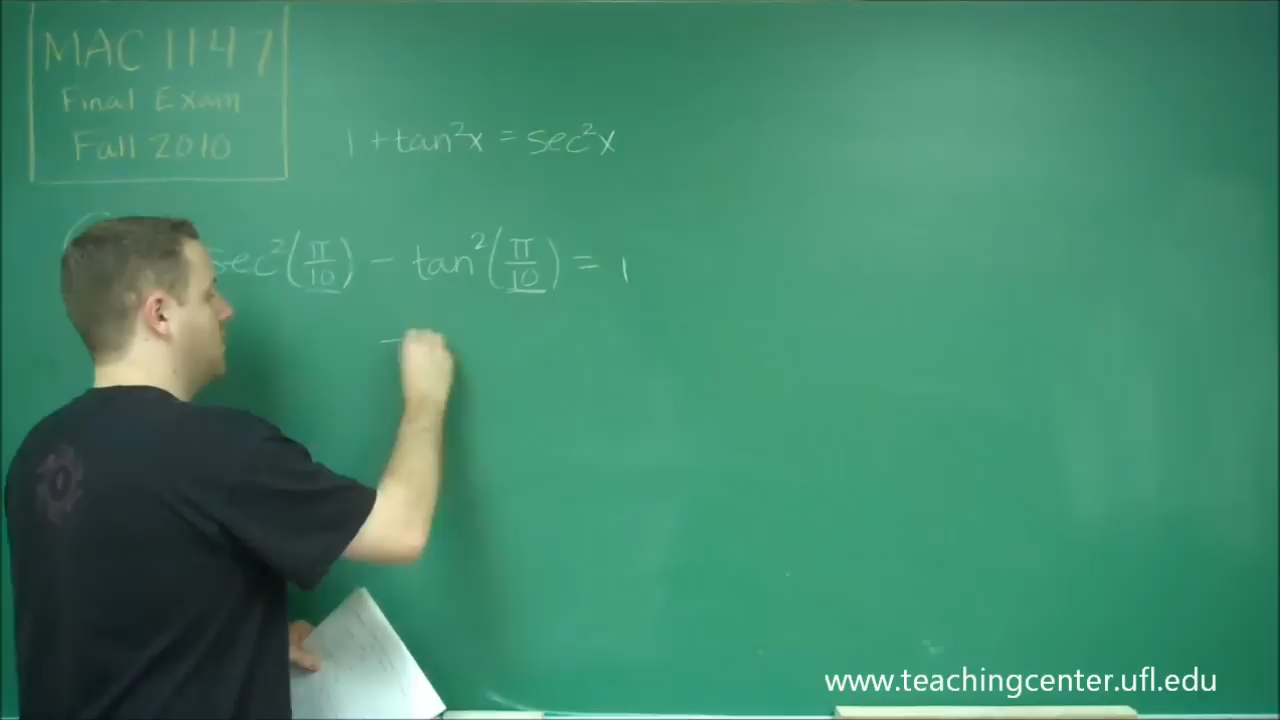 MAC 1147
Final Exam
Fall 2010
1 + tan²x = sec²x
sec²(π/10) − tan²(π/10) = 1
www.teachingcenter.ufl.edu